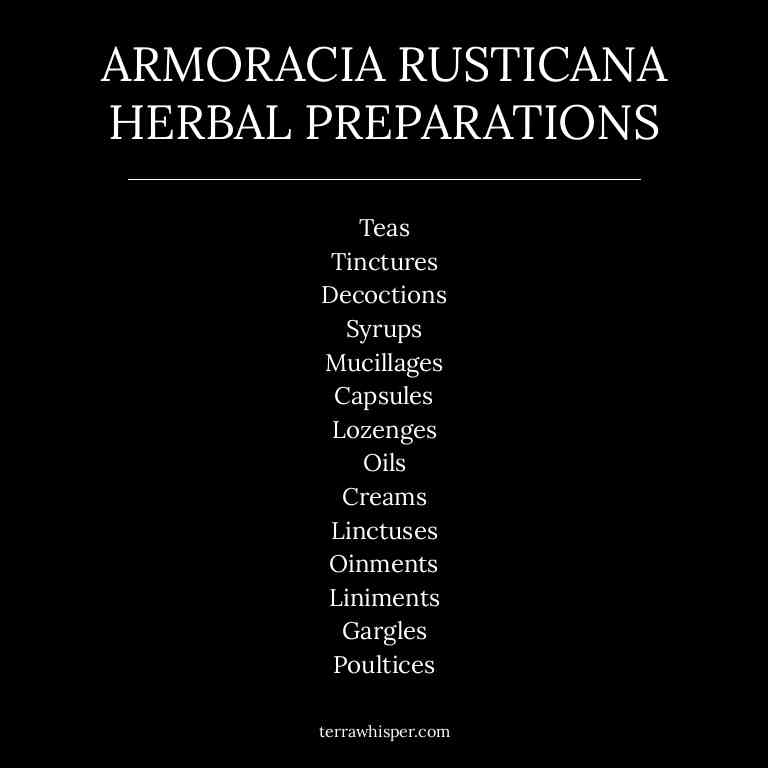 ARMORACIA RUSTICANA
HERBAL PREPARATIONS
Teas
Tinctures
Decoctions
Syrups
Mucillages
Capsules
Lozenges
Oils
Creams
Linctuses
Oinments
Liniments
Gargles
Poultices
terrawhisper.com